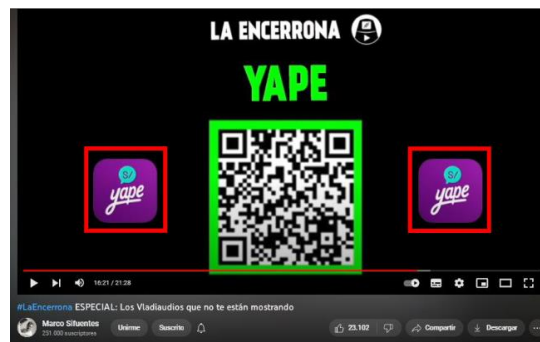 LA ENCERRONA
YAPE
S/
yape
S/
yape
16:21 / 21:28
#LaEncerrona ESPECIAL: Los Vladiaudios que no te están mostrando
Marco Sifuentes
251.000 suscriptores
Unirme
Suscrito
23.102
Compartir
Descargar